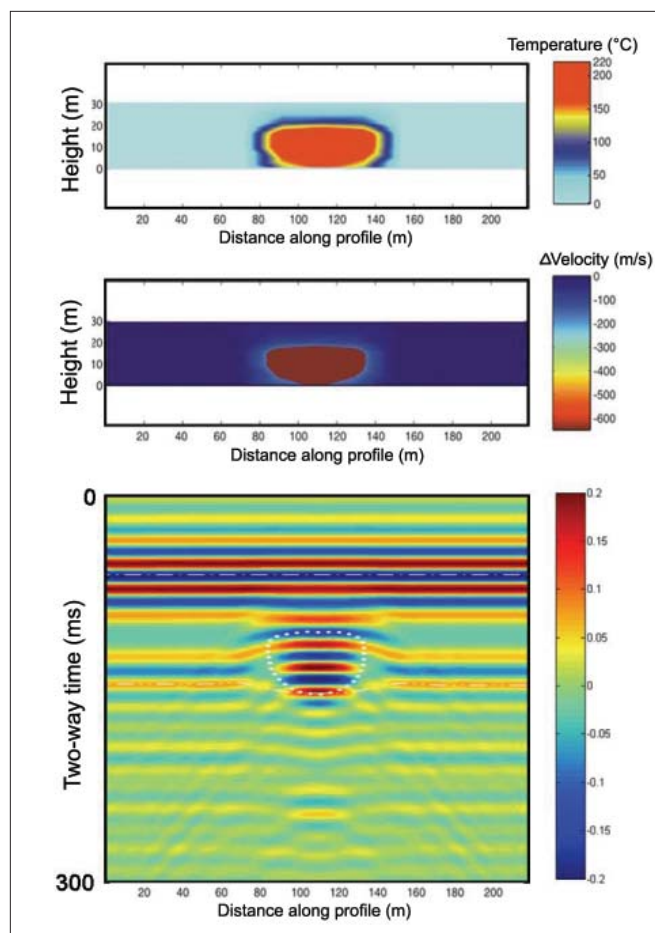 Temperature (°C)
220
200
150
100
50
0
Height (m)
30
20
10
0
20 40 60 80 100 120 140 160 180 200
Distance along profile (m)
ΔVelocity (m/s)
0
-100
-200
-300
-400
-500
-600
Height (m)
30
20
10
0
20 40 60 80 100 120 140 160 180 200
Distance along profile (m)
0
Two-way time (ms)
300
0.2
0.15
0.1
0.05
0
-0.05
-0.1
-0.15
-0.2
20 40 60 80 100 120 140 160 180 200
Distance along profile (m)